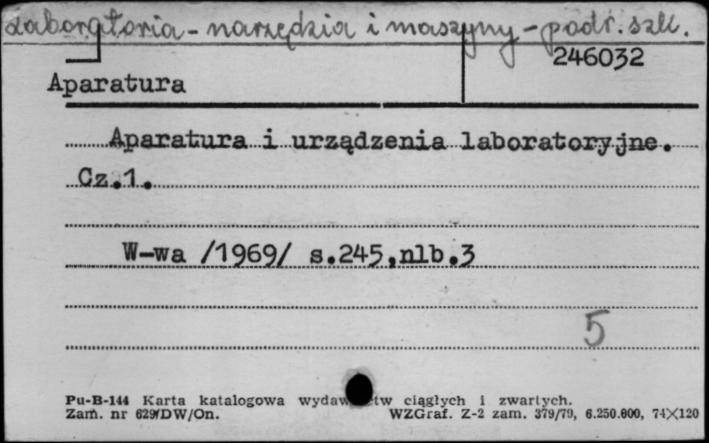 Laboratoria - narzędzia i maszyny - podr. szk.
246032
Aparatura
Aparatura i urządzenia laboratoryjne.
Cz.1.
W-wa /1969/ s.245,nlb.3
5
Pu-B-144 Karta katalogowa wydaw tw ciągłych i zwartych.
Zam. nr 629/DW/On. WZGraf. Z-2 zam. 379/79, 6.250.000, 74×120